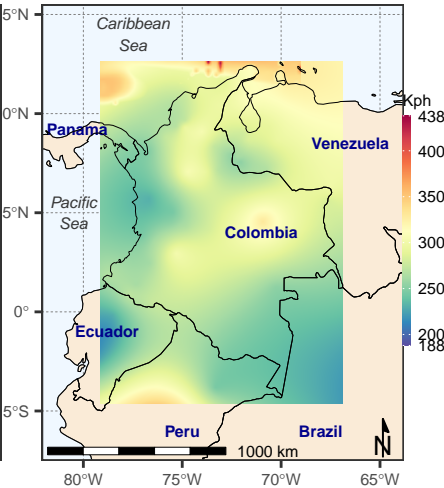 Caribbean
Sea
5°N
Kph
438
0°N
Panama
Venezuela
400
350
Pacific
Sea
5°N
Colombia
300
250
0°
Ecuador
200
188
5°S
Peru
Brazil
N
1000 km
80°W
75°W
70°W
65°W